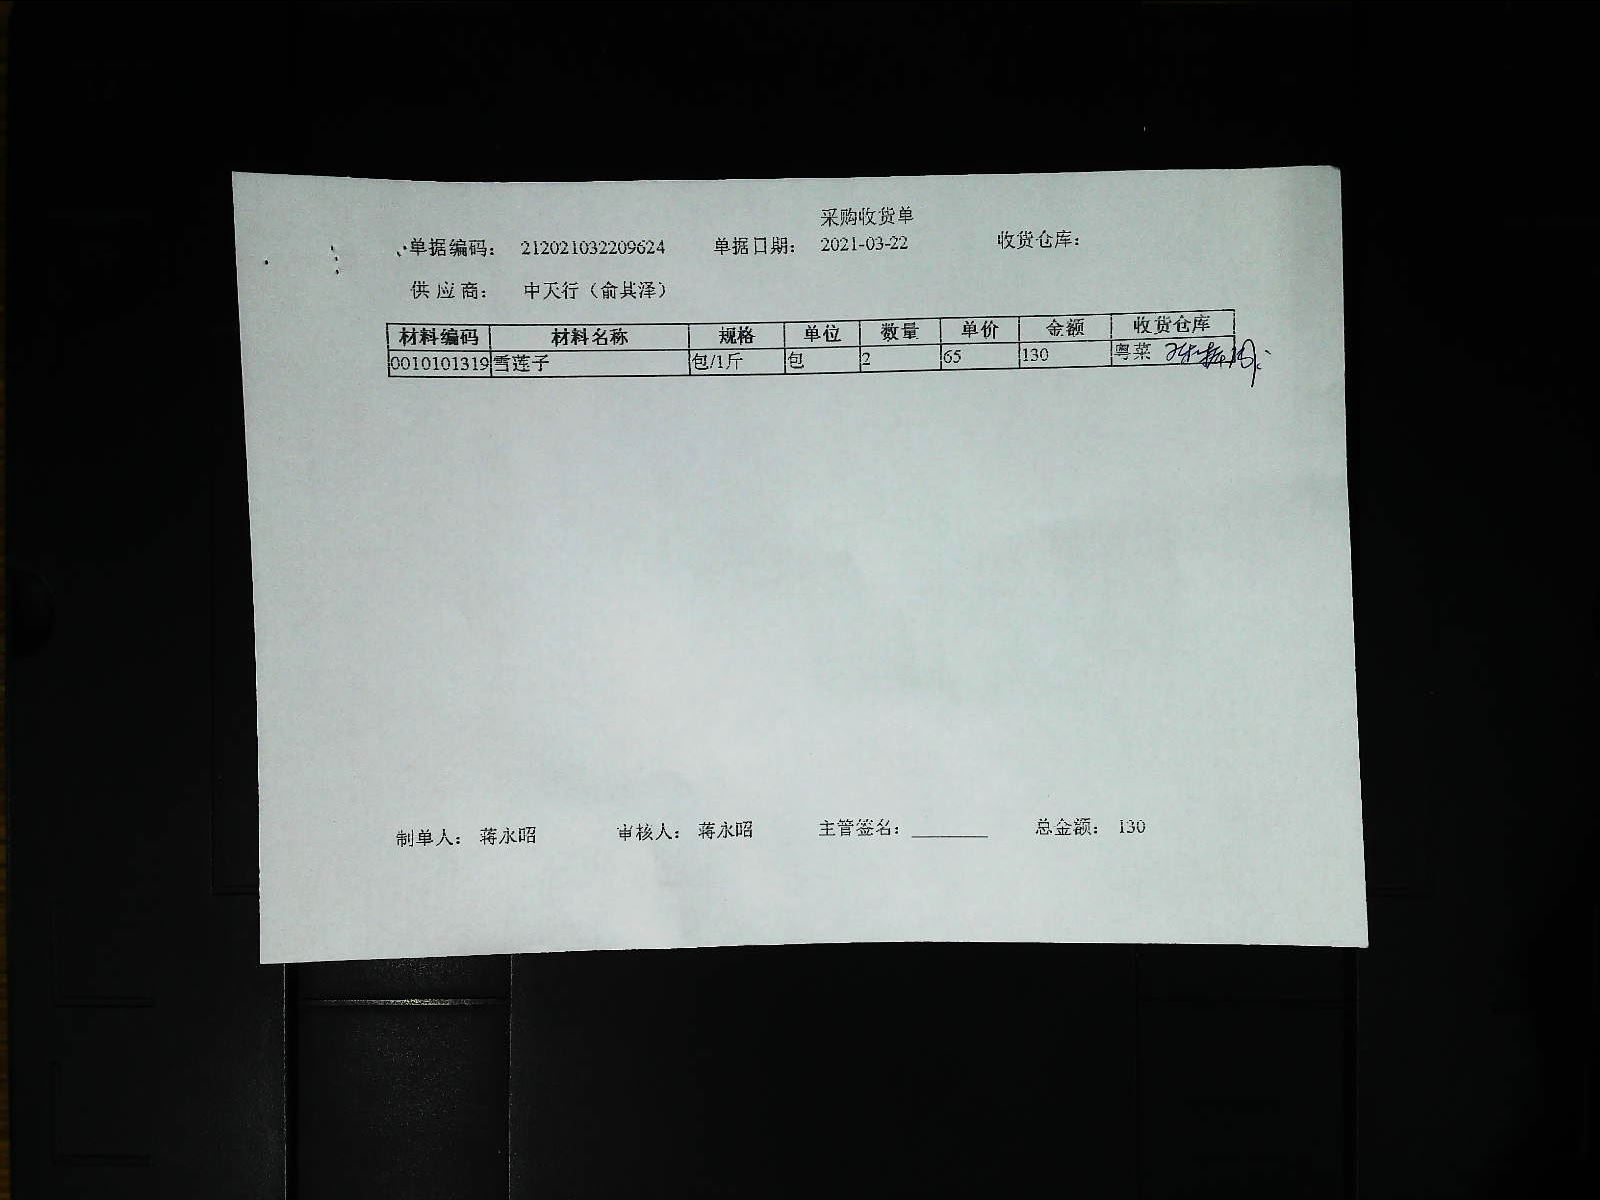 采购收货单
单据编码： 212021032209624 单据日期： 2021-03-22 收货仓库：
供应商： 中天行（俞其泽）
材料编码 材料名称 规格 单位 数量 单价 金额 收货仓库
0010101319 雪莲子 包/1斤 包 2 65 130 粤菜
制单人： 蒋永昭 审核人： 蒋永昭 主管签名： ________ 总金额： 130